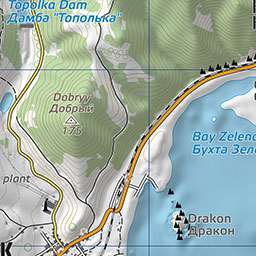 Topolka Dam
Дамба "Тополька"
Dobryy
Добрый
175
Bay Zelen
Бухта Зеле
plant
Drakon
Дракон
K